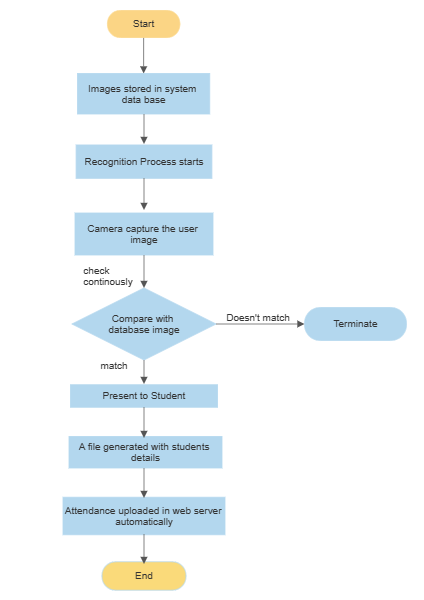 Start
Images stored in system
data base
Recognition Process starts
Camera capture the user
image
check
continously
Compare with
database image
Doesn't match
Terminate
match
Present to Student
A file generated with students
details
Attendance uploaded in web server
automatically
End